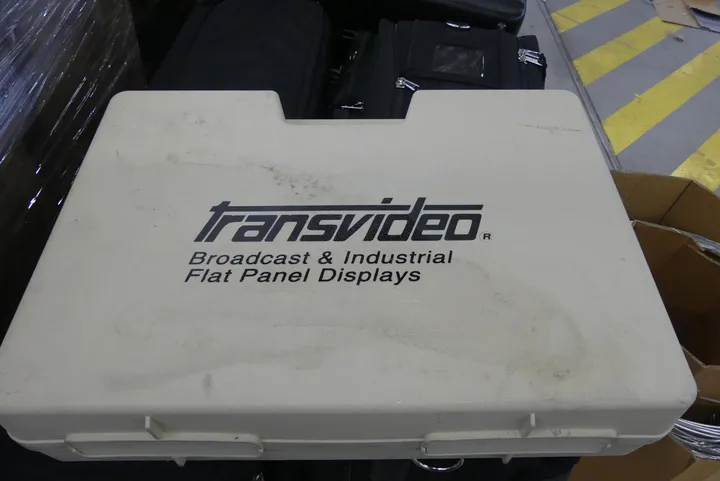 transvideo R
Broadcast & Industrial
Flat Panel Displays